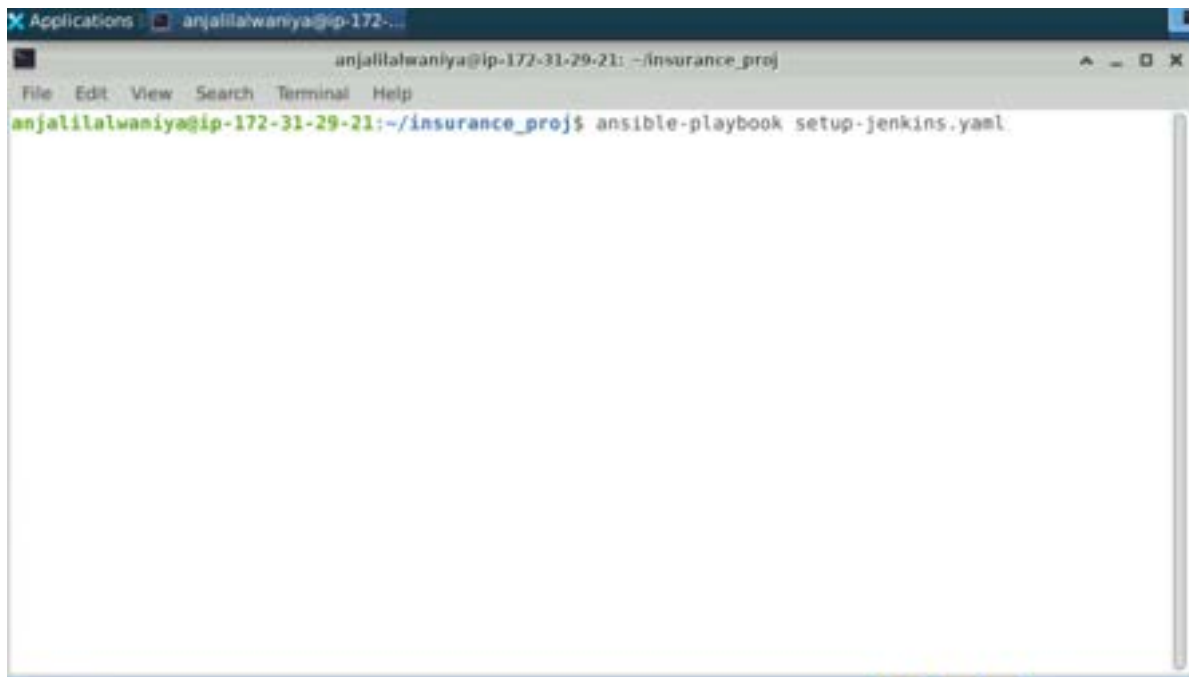 Applications anjalilalwaniya@ip-172-...
anjalilalwaniya@ip-172-31-29-21: ~/insurance_proj
File Edit View Search Terminal Help
anjalilalwaniya@ip-172-31-29-21:~/insurance_proj$ ansible-playbook setup-jenkins.yaml